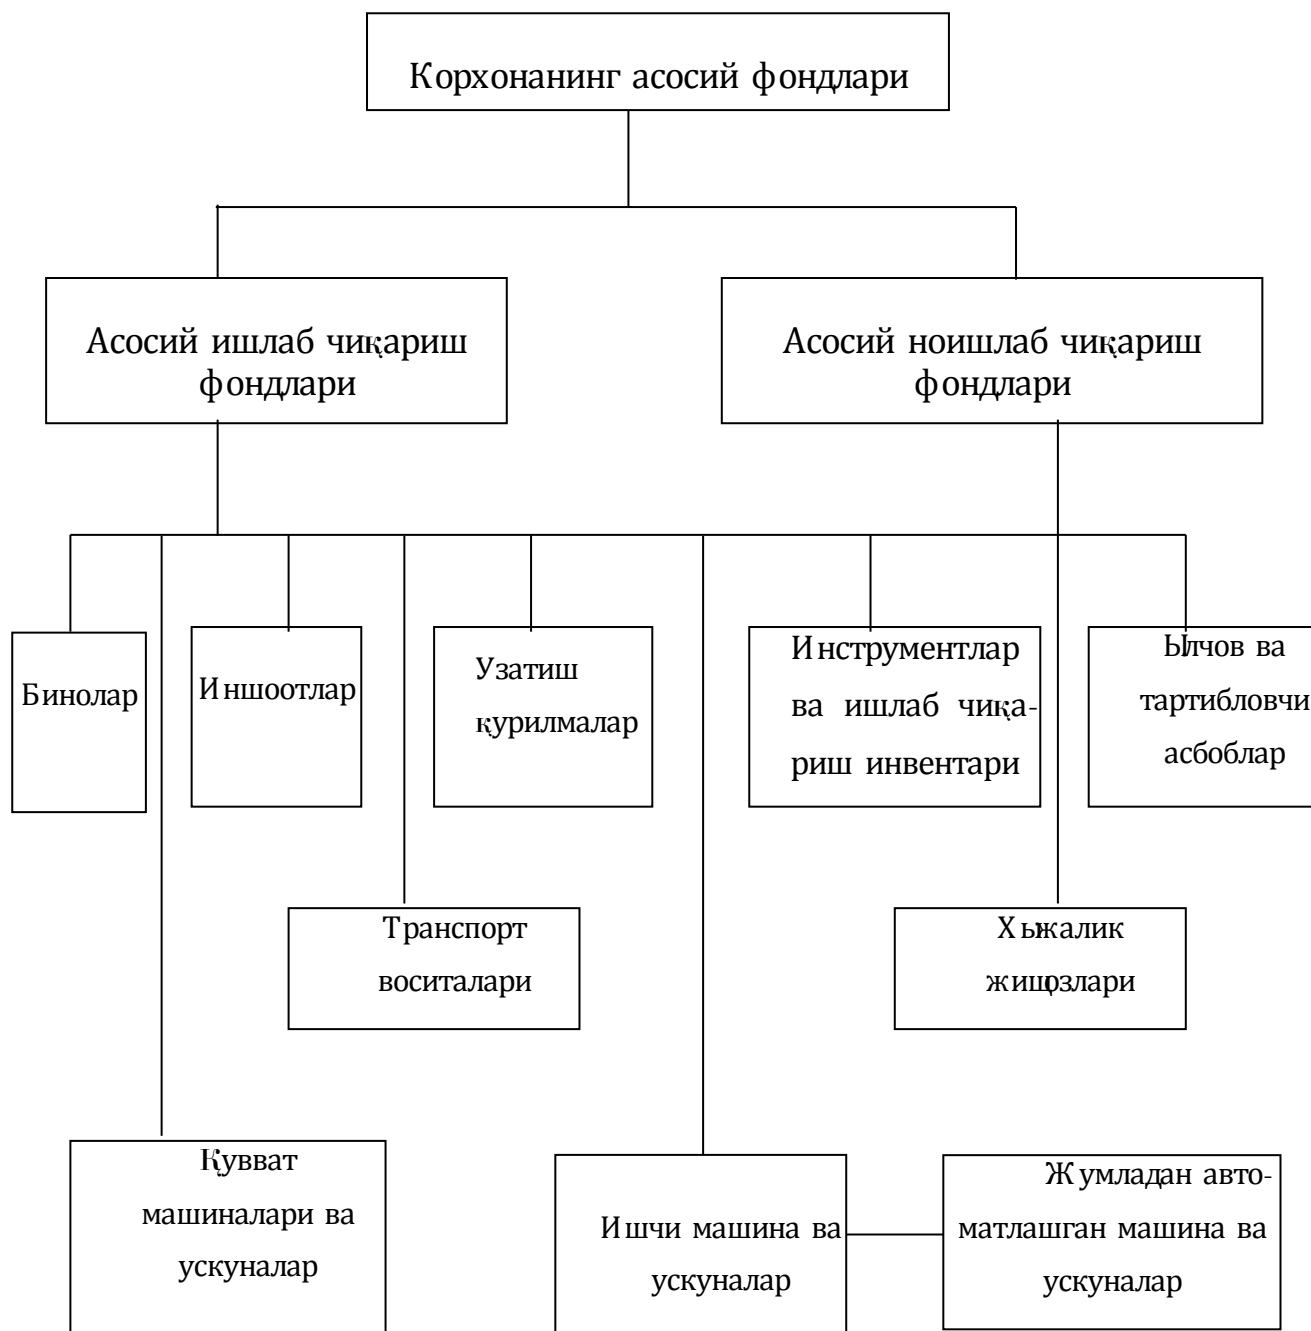 Корхонанинг асосий фондлари
Асосий ишлаб чиқариш
фондлари
Асосий ноишлаб чиқариш
фондлари
Бинолар
Иншоотлар
Узатиш
қурилмалар
Инструментлар
ва ишлаб чиқа-
риш инвентари
Ылчов ва
тартибловчи
асбоблар
Транспорт
воситалари
Хыжалик
жищозлари
Қувват
машиналари ва
ускуналар
Ишчи машина ва
ускуналар
Жумладан авто-
матлашган машина ва
ускуналар